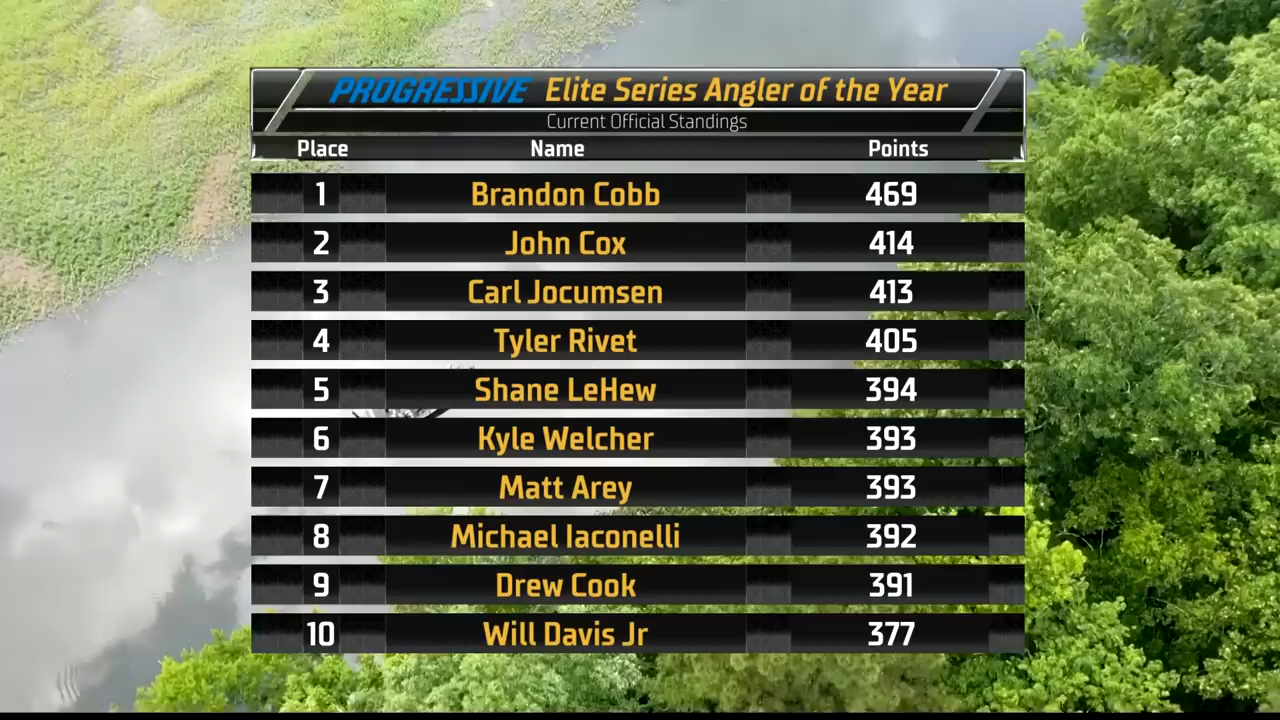 PROGRESSIVE Elite Series Angler of the Year
Current Official Standings
Place Name Points
1 Brandon Cobb 469
2 John Cox 414
3 Carl Jocumsen 413
4 Tyler Rivet 405
5 Shane LeHew 394
6 Kyle Welcher 393
7 Matt Arey 393
8 Michael Iaconelli 392
9 Drew Cook 391
10 Will Davis Jr 377